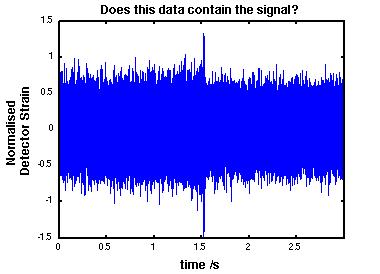 Does this data contain the signal?
1.5
1
0.5
0
-0.5
-1
-1.5
Normalised
Detector Strain
0 0.5 1 1.5 2 2.5
time /s